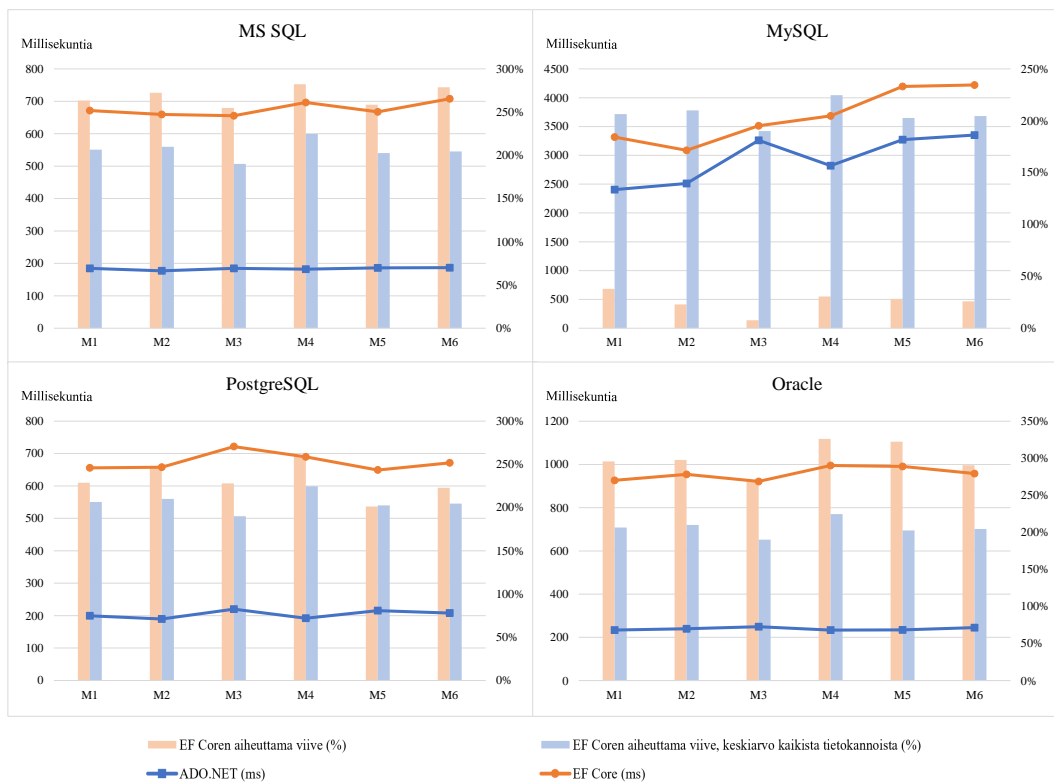 MS SQL
Millisekuntia
800 300%
700 250%
600
500 200%
400 150%
300 100%
200
100 50%
0 0%
M1 M2 M3 M4 M5 M6
MySQL
Millisekuntia
4500 250%
4000
3500 200%
3000
2500 150%
2000 100%
1500
1000 50%
500
0 0%
M1 M2 M3 M4 M5 M6
PostgreSQL
Millisekuntia
800 300%
700 250%
600
500 200%
400 150%
300 100%
200
100 50%
0 0%
M1 M2 M3 M4 M5 M6
Oracle
Millisekuntia
1200 350%
1000 300%
250%
800
200%
600
150%
400
100%
200 50%
0 0%
M1 M2 M3 M4 M5 M6
EF Coren aiheuttama viive (%)
EF Coren aiheuttama viive, keskiarvo kaikista tietokannoista (%)
ADO.NET (ms)
EF Core (ms)